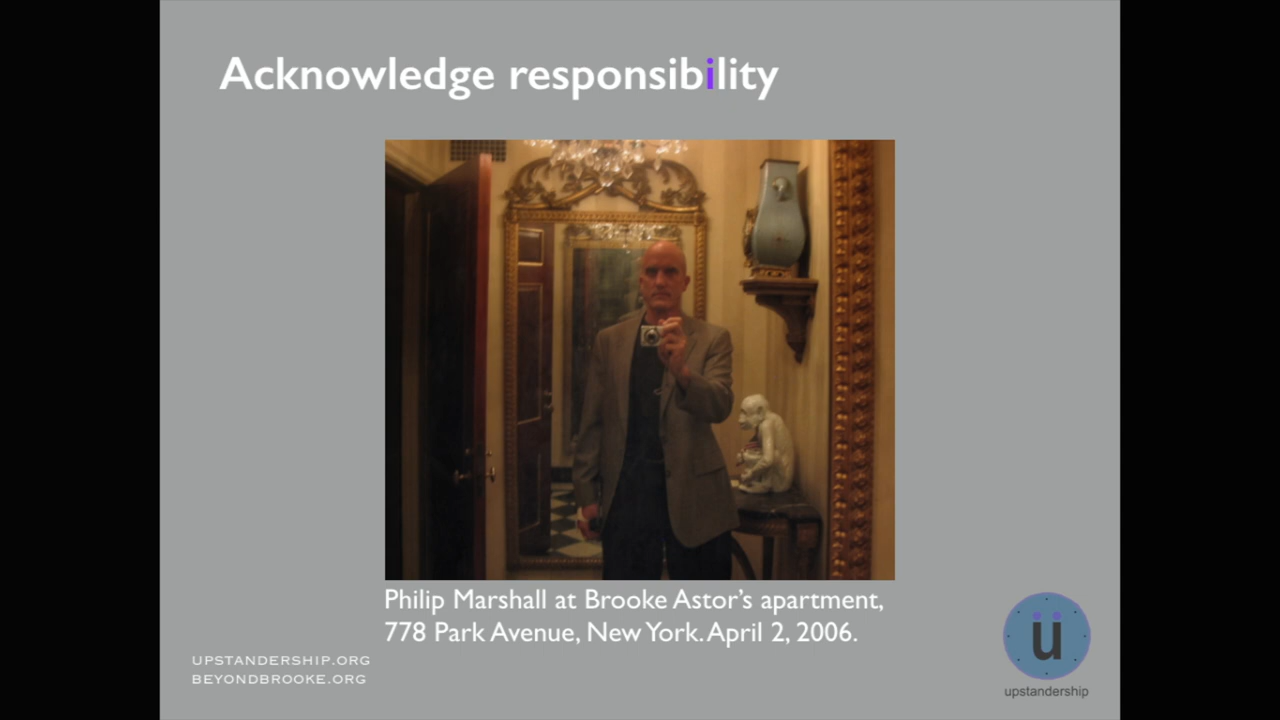 Acknowledge responsibility
Philip Marshall at Brooke Astor's apartment,
778 Park Avenue, New York. April 2, 2006.
UPSTANDERSHIP.ORG
BEYONDBROOKE.ORG
ü
upstandership